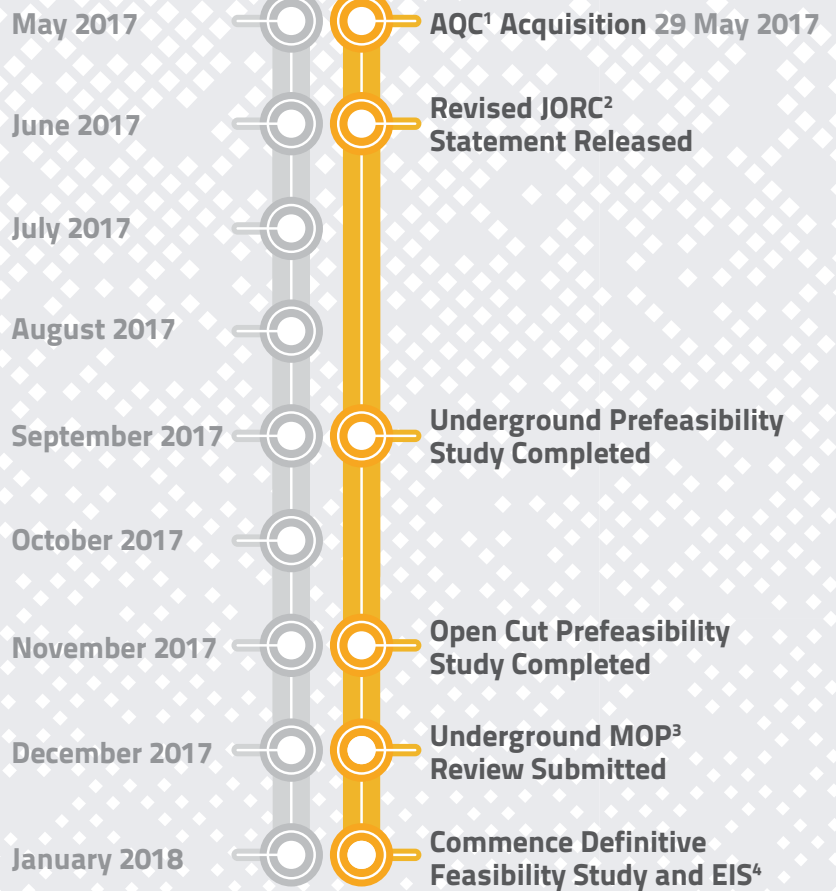 May 2017
AQC¹ Acquisition 29 May 2017
June 2017
Revised JORC²
Statement Released
July 2017
August 2017
September 2017
Underground Prefeasibility
Study Completed
October 2017
November 2017
Open Cut Prefeasibility
Study Completed
December 2017
Underground MOP³
Review Submitted
January 2018
Commence Definitive
Feasibility Study and EIS⁴